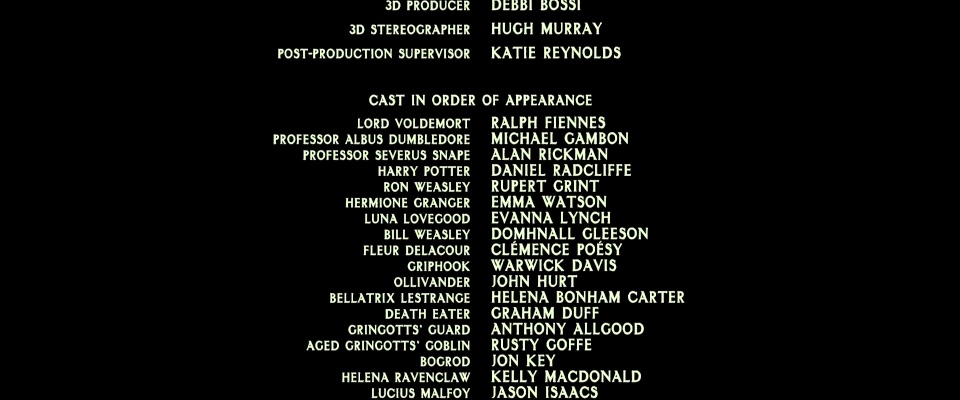 3D PRODUCER DEBBI BOSSI
3D STEREOGRAPHER HUGH MURRAY
POST-PRODUCTION SUPERVISOR KATIE REYNOLDS
CAST IN ORDER OF APPEARANCE
LORD VOLDEMORT RALPH FIENNES
PROFESSOR ALBUS DUMBLEDORE MICHAEL GAMBON
PROFESSOR SEVERUS SNAPE ALAN RICKMAN
HARRY POTTER DANIEL RADCLIFFE
RON WEASLEY RUPERT GRINT
HERMIONE GRANGER EMMA WATSON
LUNA LOVEGOOD EVANNA LYNCH
BILL WEASLEY DOMHNALL GLEESON
FLEUR DELACOUR CLÉMENCE POÉSY
GRIPHOOK WARWICK DAVIS
OLLIVANDER JOHN HURT
BELLATRIX LESTRANGE HELENA BONHAM CARTER
DEATH EATER GRAHAM DUFF
GRINGOTTS' GUARD ANTHONY ALLGOOD
AGED GRINGOTTS' GOBLIN RUSTY GOFFE
BOGROD JON KEY
HELENA RAVENCLAW KELLY MACDONALD
LUCIUS MALFOY JASON ISAACS